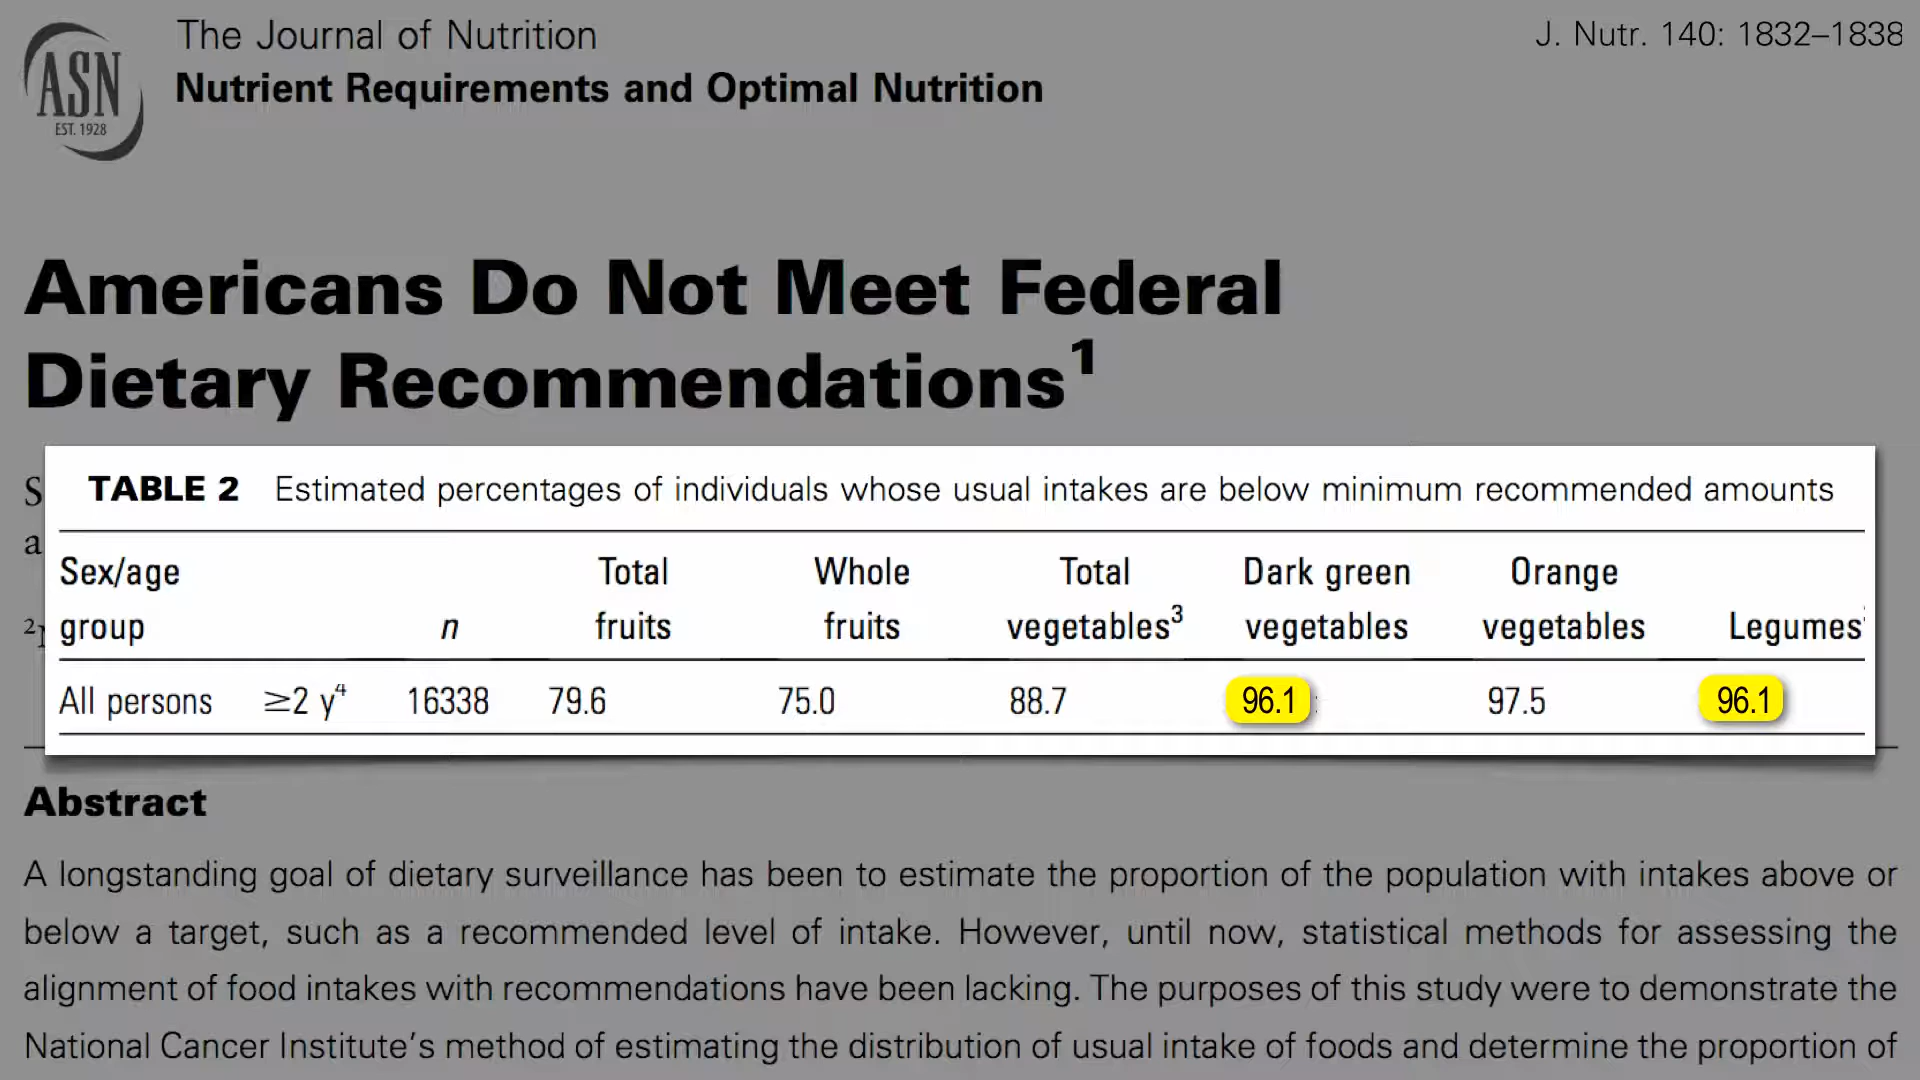 The Journal of Nutrition
Nutrient Requirements and Optimal Nutrition
J. Nutr. 140: 1832–1838
ASN
EST. 1928
Americans Do Not Meet Federal
Dietary Recommendations¹
TABLE 2 Estimated percentages of individuals whose usual intakes are below minimum recommended amounts
Sex/age group n Total fruits Whole fruits Total vegetables³ Dark green vegetables Orange vegetables Legumes
All persons ≥2 y⁴ 16338 79.6 75.0 88.7 96.1 97.5 96.1
Abstract
A longstanding goal of dietary surveillance has been to estimate the proportion of the population with intakes above or
below a target, such as a recommended level of intake. However, until now, statistical methods for assessing the
alignment of food intakes with recommendations have been lacking. The purposes of this study were to demonstrate the
National Cancer Institute's method of estimating the distribution of usual intake of foods and determine the proportion of